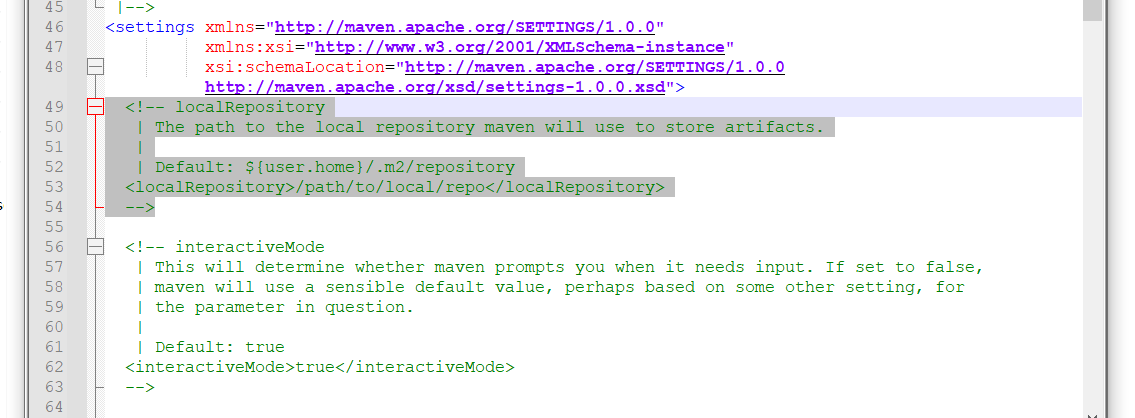 45 |-->
46 <settings xmlns="http://maven.apache.org/SETTINGS/1.0.0"
47 xmlns:xsi="http://www.w3.org/2001/XMLSchema-instance"
48 xsi:schemaLocation="http://maven.apache.org/SETTINGS/1.0.0
http://maven.apache.org/xsd/settings-1.0.0.xsd">
49 <!-- localRepository
50 | The path to the local repository maven will use to store artifacts.
51 |
52 | Default: ${user.home}/.m2/repository
53 <localRepository>/path/to/local/repo</localRepository>
54 -->
55
56 <!-- interactiveMode
57 | This will determine whether maven prompts you when it needs input. If set to false,
58 | maven will use a sensible default value, perhaps based on some other setting, for
59 | the parameter in question.
60 |
61 | Default: true
62 <interactiveMode>true</interactiveMode>
63 -->
64